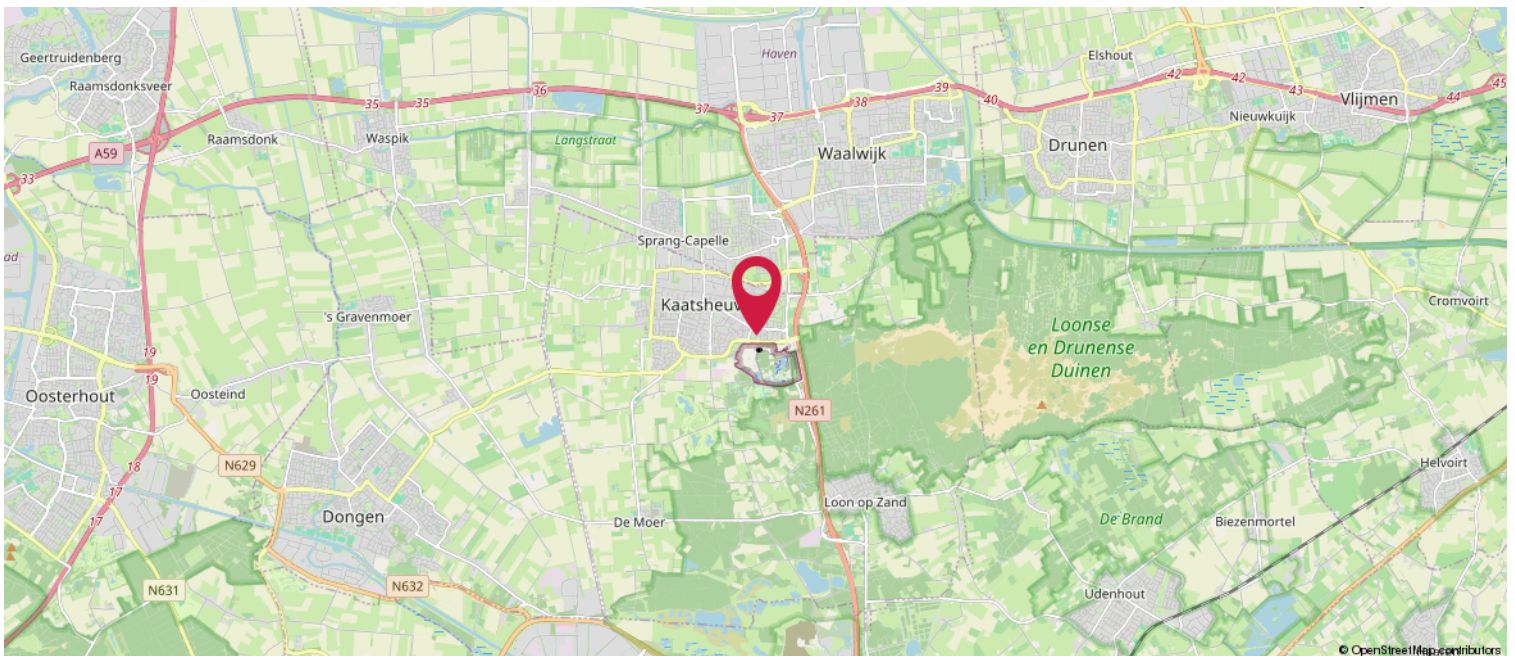 Geertruidenberg
Raamsdonksveer
Haven
Elshout
42
42
45
35
35
36
37
37
38
39
40
43
Vlijmen
44
Nieuwkuijk
A59
33
Raamsdonk
Waspik
Langstraat
Waalwijk
Drunen
Sprang-Capelle
ad
Kaatsheuv
's Gravenmoer
Cromvoirt
Loonse
en Drunense
Duinen
19
19
Oosterhout
Oosteind
N261
18
17
17
N629
Dongen
De Moer
Loon op Zand
Helvoirt
De Brand
Biezenmortel
N631
N632
Udenhout
© OpenStreetMap contributors